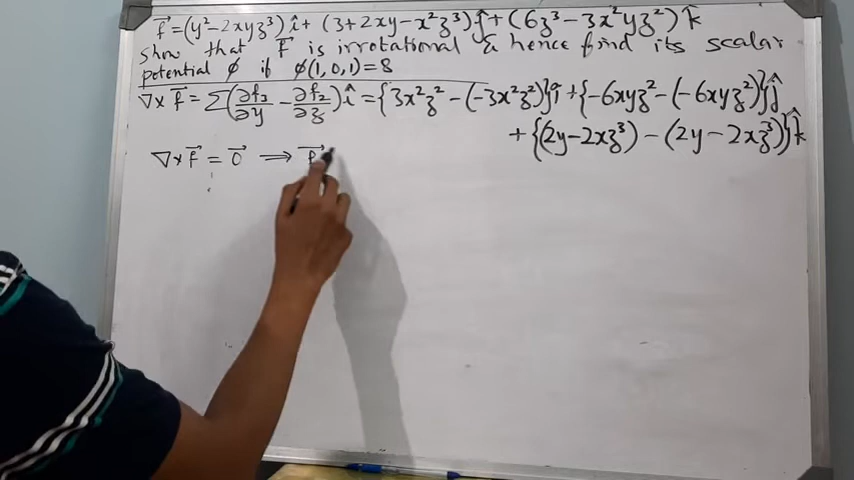 f⃗ = (y² - 2xyz³) î + (3 + 2xy - x²z³) ĵ + (6z³ - 3x²yz²) k̂
show that F⃗ is irrotational & hence find its scalar
potential ϕ if ϕ(1, 0, 1) = 8
∇ × f⃗ = Σ(∂f₃/∂y - ∂f₂/∂z) î = {3x²z² - (-3x²z²)} î + {-6xyz² - (-6xyz²)} ĵ
+ {(2y - 2xz³) - (2y - 2xz³)} k̂
∇ × f⃗ = 0⃗ ⟹ f⃗